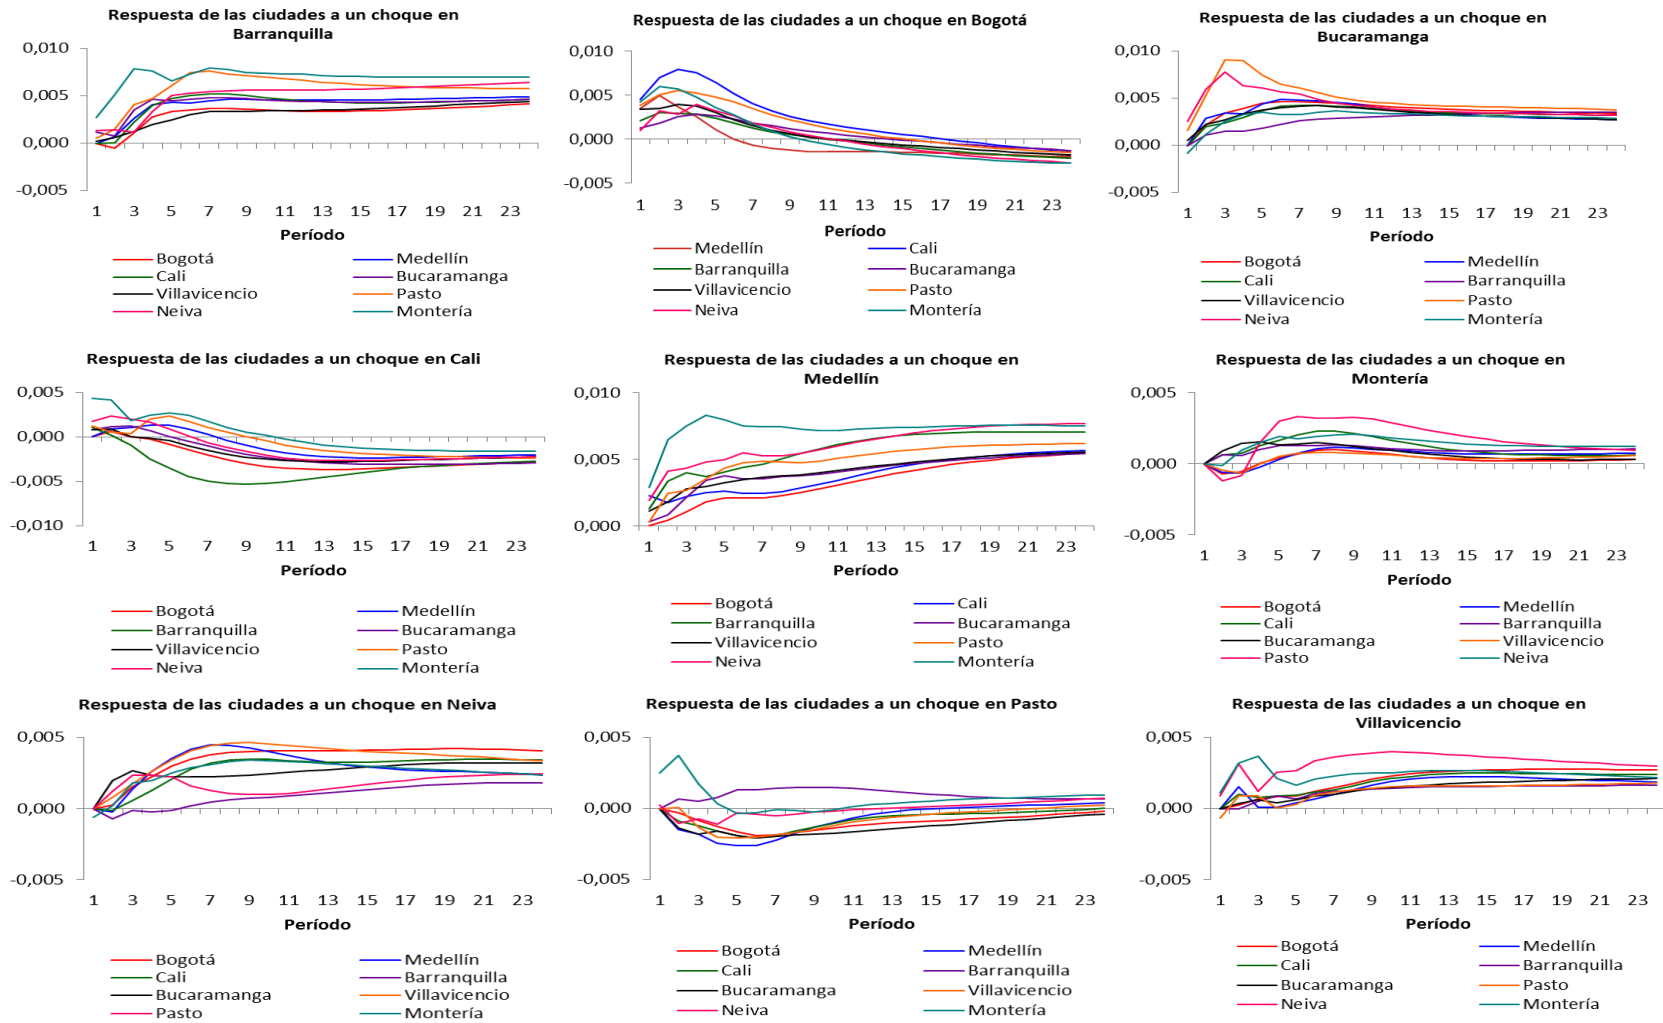 Respuesta de las ciudades a un choque en
Barranquilla
0,010
0,005
0,000
-0,005
1 3 5 7 9 11 13 15 17 19 21 23
Período
Bogotá Medellín
Cali Bucaramanga
Villavicencio Pasto
Neiva Montería
Respuesta de las ciudades a un choque en Bogotá
0,010
0,005
0,000
-0,005
1 3 5 7 9 11 13 15 17 19 21 23
Período
Medellín Cali
Barranquilla Bucaramanga
Villavicencio Pasto
Neiva Montería
Respuesta de las ciudades a un choque en
Bucaramanga
0,010
0,005
0,000
-0,005
1 3 5 7 9 11 13 15 17 19 21 23
Período
Bogotá Medellín
Cali Barranquilla
Villavicencio Pasto
Neiva Montería
Respuesta de las ciudades a un choque en Cali
0,005
0,000
-0,005
-0,010
1 3 5 7 9 11 13 15 17 19 21 23
Período
Bogotá Medellín
Barranquilla Bucaramanga
Villavicencio Pasto
Neiva Montería
Respuesta de las ciudades a un choque en
Medellín
0,010
0,005
0,000
1 3 5 7 9 11 13 15 17 19 21 23
Período
Bogotá Cali
Barranquilla Bucaramanga
Villavicencio Pasto
Neiva Montería
Respuesta de las ciudades a un choque en
Montería
0,005
0,000
-0,005
1 3 5 7 9 11 13 15 17 19 21 23
Período
Bogotá Medellín
Cali Barranquilla
Bucaramanga Villavicencio
Pasto Neiva
Respuesta de las ciudades a un choque en Neiva
0,005
0,000
-0,005
1 3 5 7 9 11 13 15 17 19 21 23
Período
Bogotá Medellín
Cali Barranquilla
Bucaramanga Villavicencio
Pasto Montería
Respuesta de las ciudades a un choque en Pasto
0,005
0,000
-0,005
1 3 5 7 9 11 13 15 17 19 21 23
Período
Bogotá Medellín
Cali Barranquilla
Bucaramanga Villavicencio
Neiva Montería
Respuesta de las ciudades a un choque en
Villavicencio
0,005
0,000
-0,005
1 3 5 7 9 11 13 15 17 19 21 23
Período
Bogotá Medellín
Cali Barranquilla
Bucaramanga Pasto
Neiva Montería